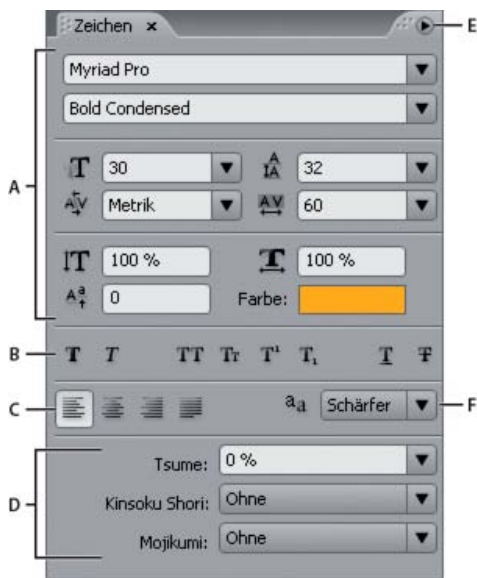 Zeichen × E
A
Myriad Pro
Bold Condensed
30 32
Metrik 60
100 % 100 %
0 Farbe:
B T T TT Tr T¹ T₁ T T
C aa Schärfer F
D
Tsume: 0 %
Kinsoku Shori: Ohne
Mojikumi: Ohne